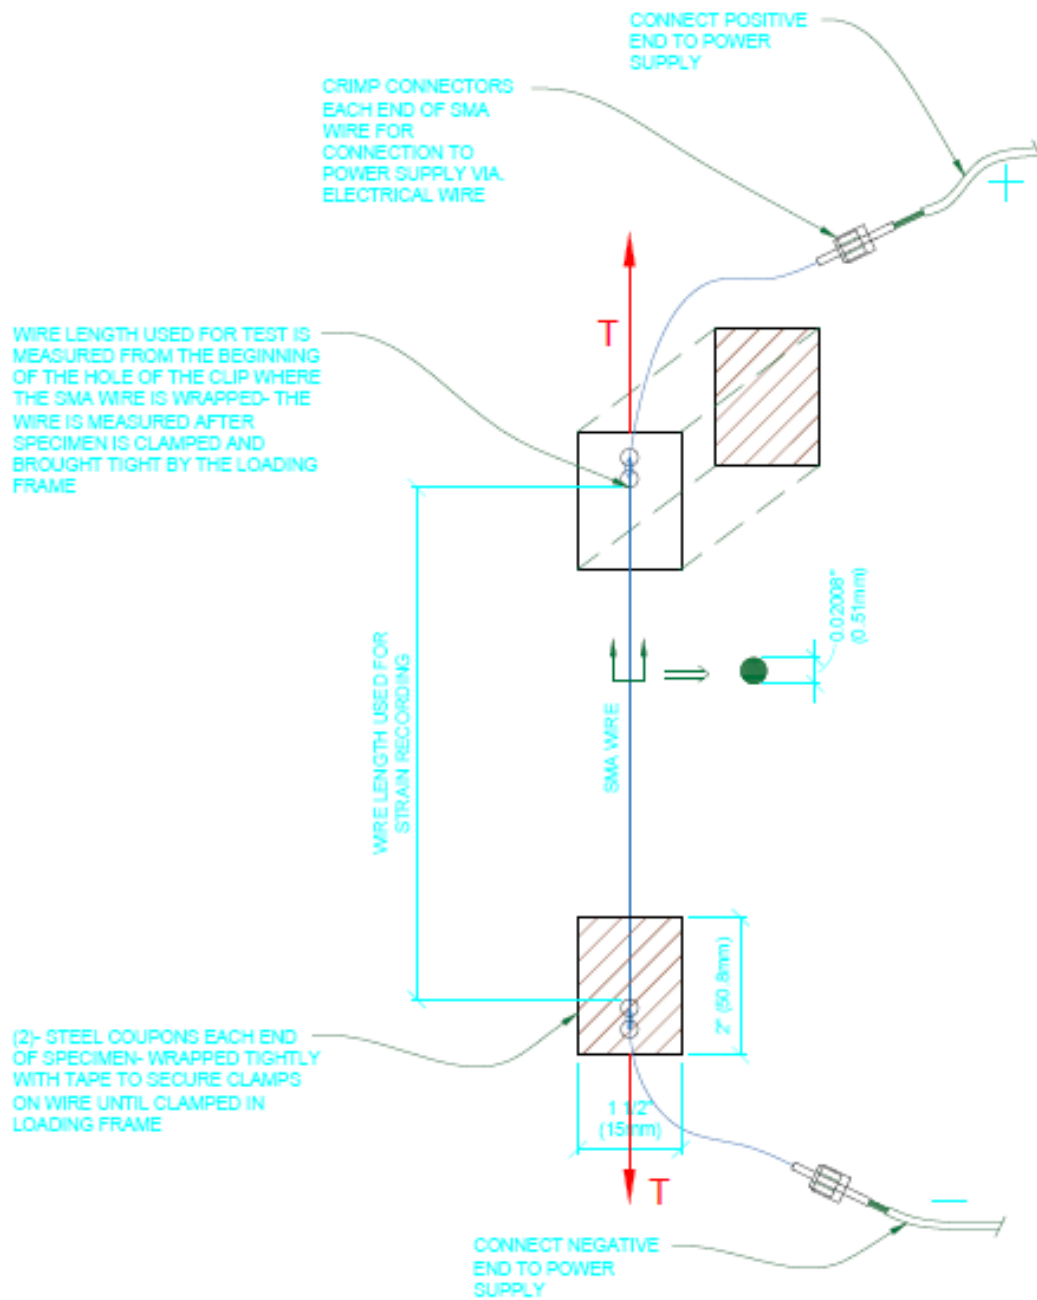 CONNECT POSITIVE
END TO POWER
SUPPLY
CRIMP CONNECTORS
EACH END OF SMA
WIRE FOR
CONNECTION TO
POWER SUPPLY VIA.
ELECTRICAL WIRE
+
T
WIRE LENGTH USED FOR TEST IS
MEASURED FROM THE BEGINNING
OF THE HOLE OF THE CLIP WHERE
THE SMA WIRE IS WRAPPED- THE
WIRE IS MEASURED AFTER
SPECIMEN IS CLAMPED AND
BROUGHT TIGHT BY THE LOADING
FRAME
0.02008"
(0.51mm)
WIRE LENGTH USED FOR
STRAIN RECORDING
SMA WIRE
2" (50.8mm)
(2)- STEEL COUPONS EACH END
OF SPECIMEN- WRAPPED TIGHTLY
WITH TAPE TO SECURE CLAMPS
ON WIRE UNTIL CLAMPED IN
LOADING FRAME
1 1/2"
(15mm)
T
—
CONNECT NEGATIVE
END TO POWER
SUPPLY